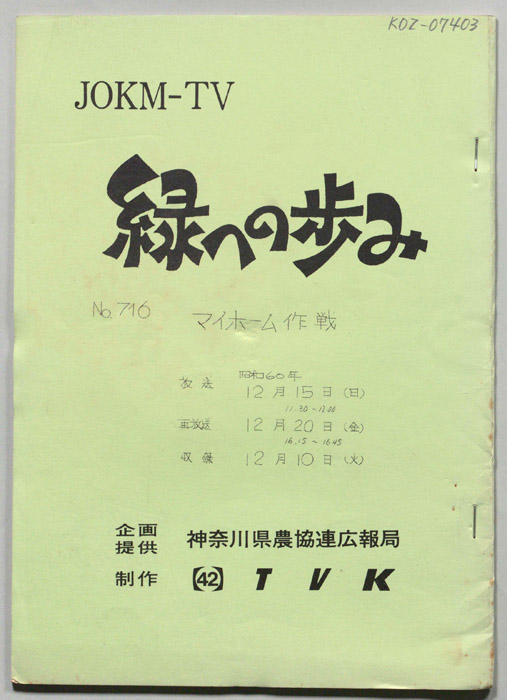 KOZ-07403
JOKM-TV
緑への歩み
No.716 マイホーム作戦
昭和60年
放送 12月15日(日)
11.30~12.00
再放送 12月20日(金)
16.15~16.45
収録 12月10日(火)
企画
提供 神奈川県農協連広報局
制作 42 TVK